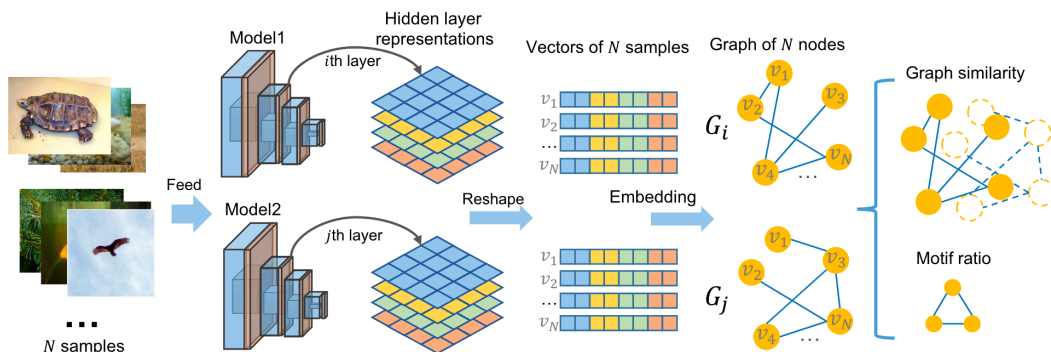 Hidden layer
representations
Model1
ith layer
Vectors of N samples
Graph of N nodes
Graph similarity
v1
v2
...
vN
Gi
v1
v2
v3
v4
vN
...
Feed
Model2
jth layer
Reshape
Embedding
v1
v2
...
vN
Gj
v1
v2
v3
v4
vN
...
Motif ratio
...
N samples